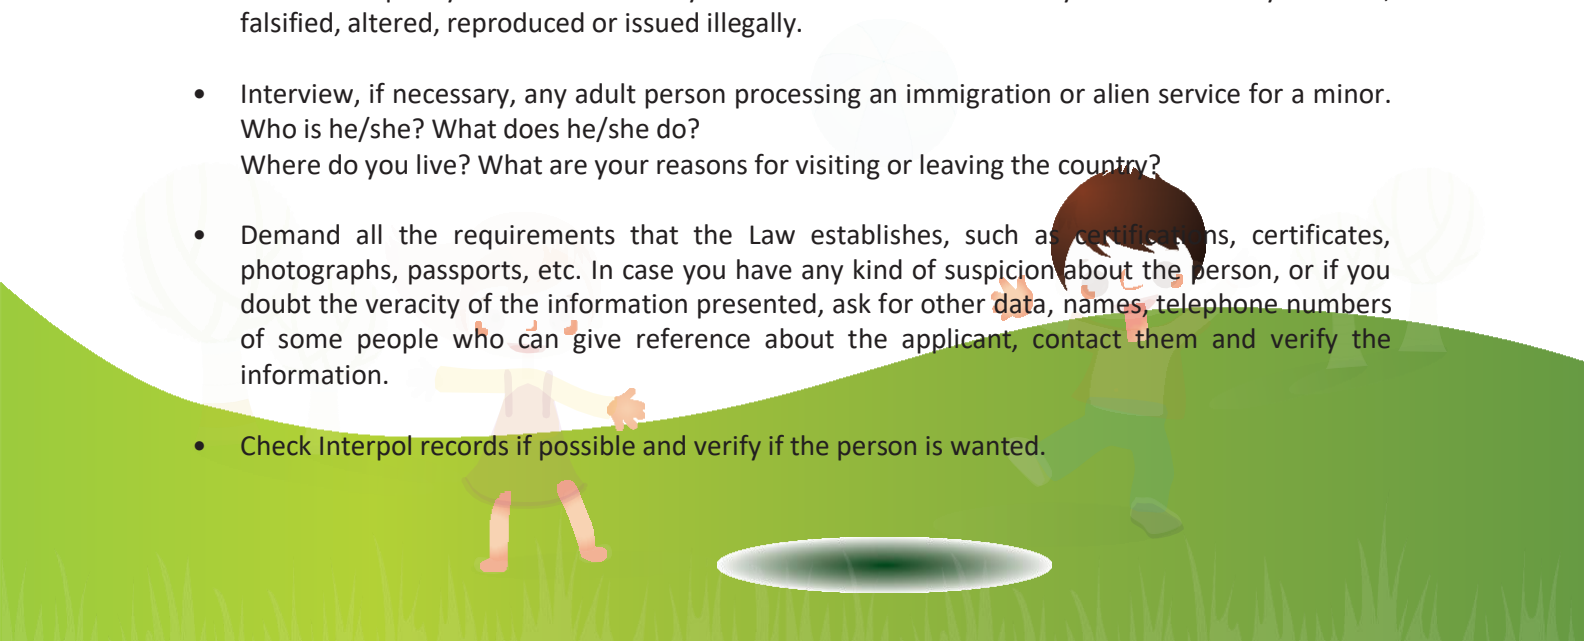 falsified, altered, reproduced or issued illegally.
• Interview, if necessary, any adult person processing an immigration or alien service for a minor.
Who is he/she? What does he/she do?
Where do you live? What are your reasons for visiting or leaving the country?
• Demand all the requirements that the Law establishes, such as certifications, certificates,
photographs, passports, etc. In case you have any kind of suspicion about the person, or if you
doubt the veracity of the information presented, ask for other data, names, telephone numbers
of some people who can give reference about the applicant, contact them and verify the
information.
• Check Interpol records if possible and verify if the person is wanted.